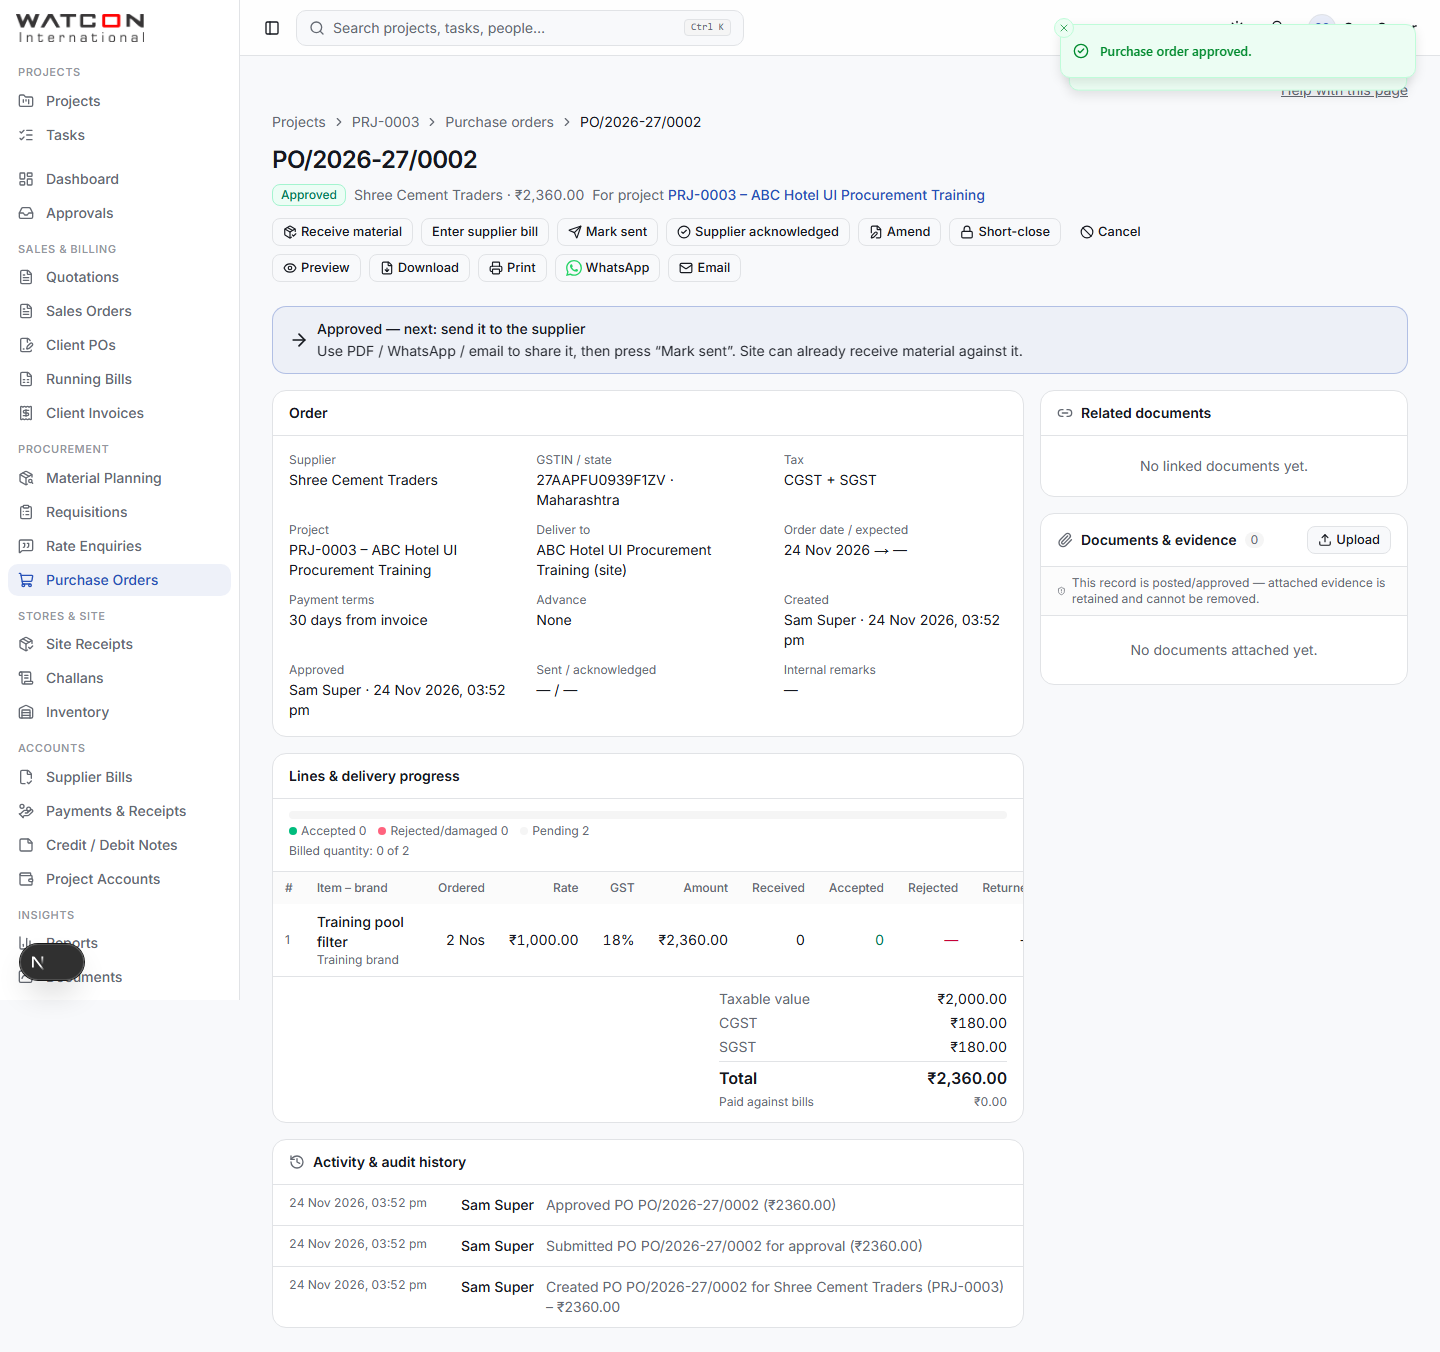 WATCON
International
Search projects, tasks, people...
Ctrl K
Purchase order approved.
Help with this page
PROJECTS
Projects
Tasks
Dashboard
Approvals
SALES & BILLING
Quotations
Sales Orders
Client POs
Running Bills
Client Invoices
PROCUREMENT
Material Planning
Requisitions
Rate Enquiries
Purchase Orders
STORES & SITE
Site Receipts
Challans
Inventory
ACCOUNTS
Supplier Bills
Payments & Receipts
Credit / Debit Notes
Project Accounts
INSIGHTS
Reports
N
Projects > PRJ-0003 > Purchase orders > PO/2026-27/0002
PO/2026-27/0002
Approved Shree Cement Traders · ₹2,360.00 For project PRJ-0003 – ABC Hotel UI Procurement Training
Receive material Enter supplier bill Mark sent Supplier acknowledged Amend Short-close Cancel
Preview Download Print WhatsApp Email
Approved — next: send it to the supplier
Use PDF / WhatsApp / email to share it, then press “Mark sent”. Site can already receive material against it.
Order
Supplier
Shree Cement Traders
GSTIN / state
27AAPFU0939F1ZV ·
Maharashtra
Tax
CGST + SGST
Project
PRJ-0003 – ABC Hotel UI
Procurement Training
Deliver to
ABC Hotel UI Procurement
Training (site)
Order date / expected
24 Nov 2026 → —
Payment terms
30 days from invoice
Advance
None
Created
Sam Super · 24 Nov 2026, 03:52
pm
Approved
Sam Super · 24 Nov 2026, 03:52
pm
Sent / acknowledged
— / —
Internal remarks
—
Related documents
No linked documents yet.
Documents & evidence 0 Upload
This record is posted/approved — attached evidence is
retained and cannot be removed.
No documents attached yet.
Lines & delivery progress
Accepted 0 Rejected/damaged 0 Pending 2
Billed quantity: 0 of 2
# Item – brand Ordered Rate GST Amount Received Accepted Rejected
1 Training pool
filter
Training brand
2 Nos ₹1,000.00 18% ₹2,360.00 0 0 —
Taxable value ₹2,000.00
CGST ₹180.00
SGST ₹180.00
Total ₹2,360.00
Paid against bills ₹0.00
Activity & audit history
24 Nov 2026, 03:52 pm Sam Super Approved PO PO/2026-27/0002 (₹2360.00)
24 Nov 2026, 03:52 pm Sam Super Submitted PO PO/2026-27/0002 for approval (₹2360.00)
24 Nov 2026, 03:52 pm Sam Super Created PO PO/2026-27/0002 for Shree Cement Traders (PRJ-0003)
– ₹2360.00